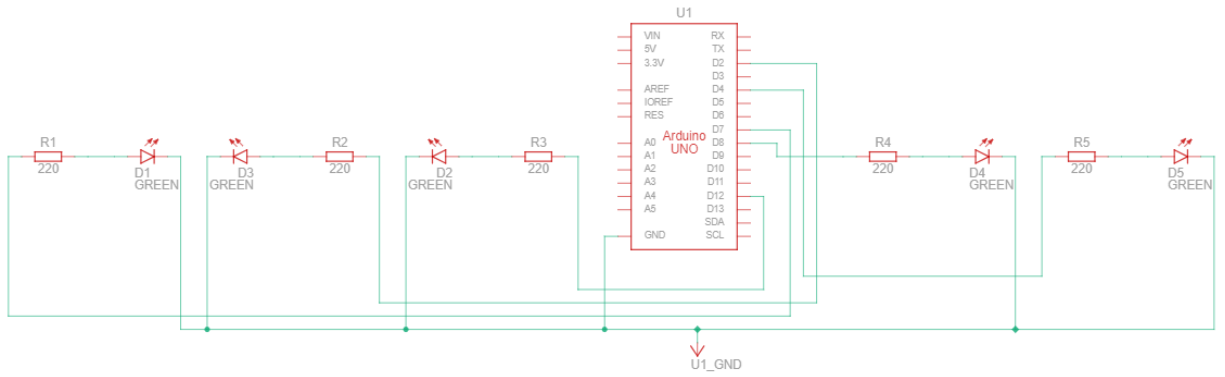 U1
VIN RX
5V TX
3.3V D2
D3
AREF D4
IOREF D5
RES D6
D7
A0 D8
A1 D9
A2 D10
A3 D11
A4 D12
A5 D13
SDA
GND SCL
Arduino
UNO
R1
220
D1
GREEN
D3
GREEN
R2
220
D2
GREEN
R3
220
R4
220
D4
GREEN
R5
220
D5
GREEN
U1_GND